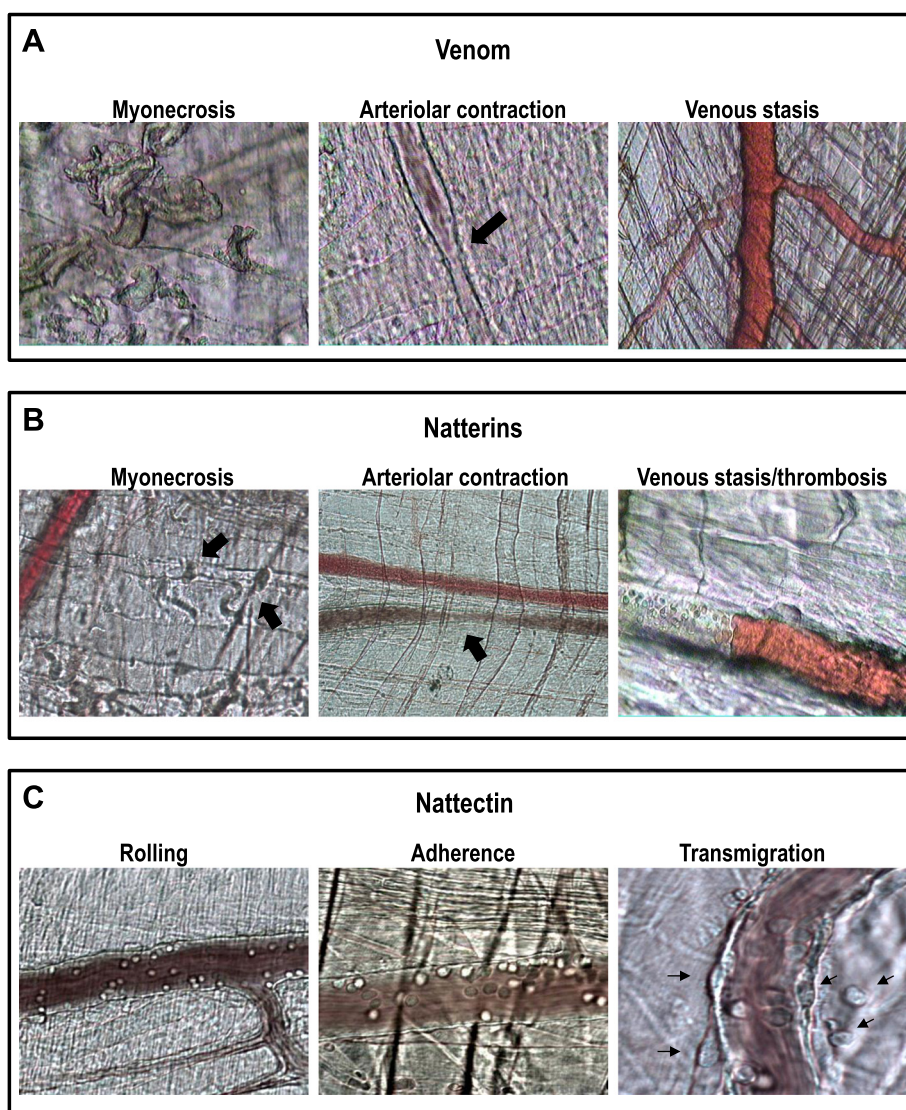 A
Venom
Myonecrosis Arteriolar contraction Venous stasis
B
Natterins
Myonecrosis Arteriolar contraction Venous stasis/thrombosis
C
Nattectin
Rolling Adherence Transmigration